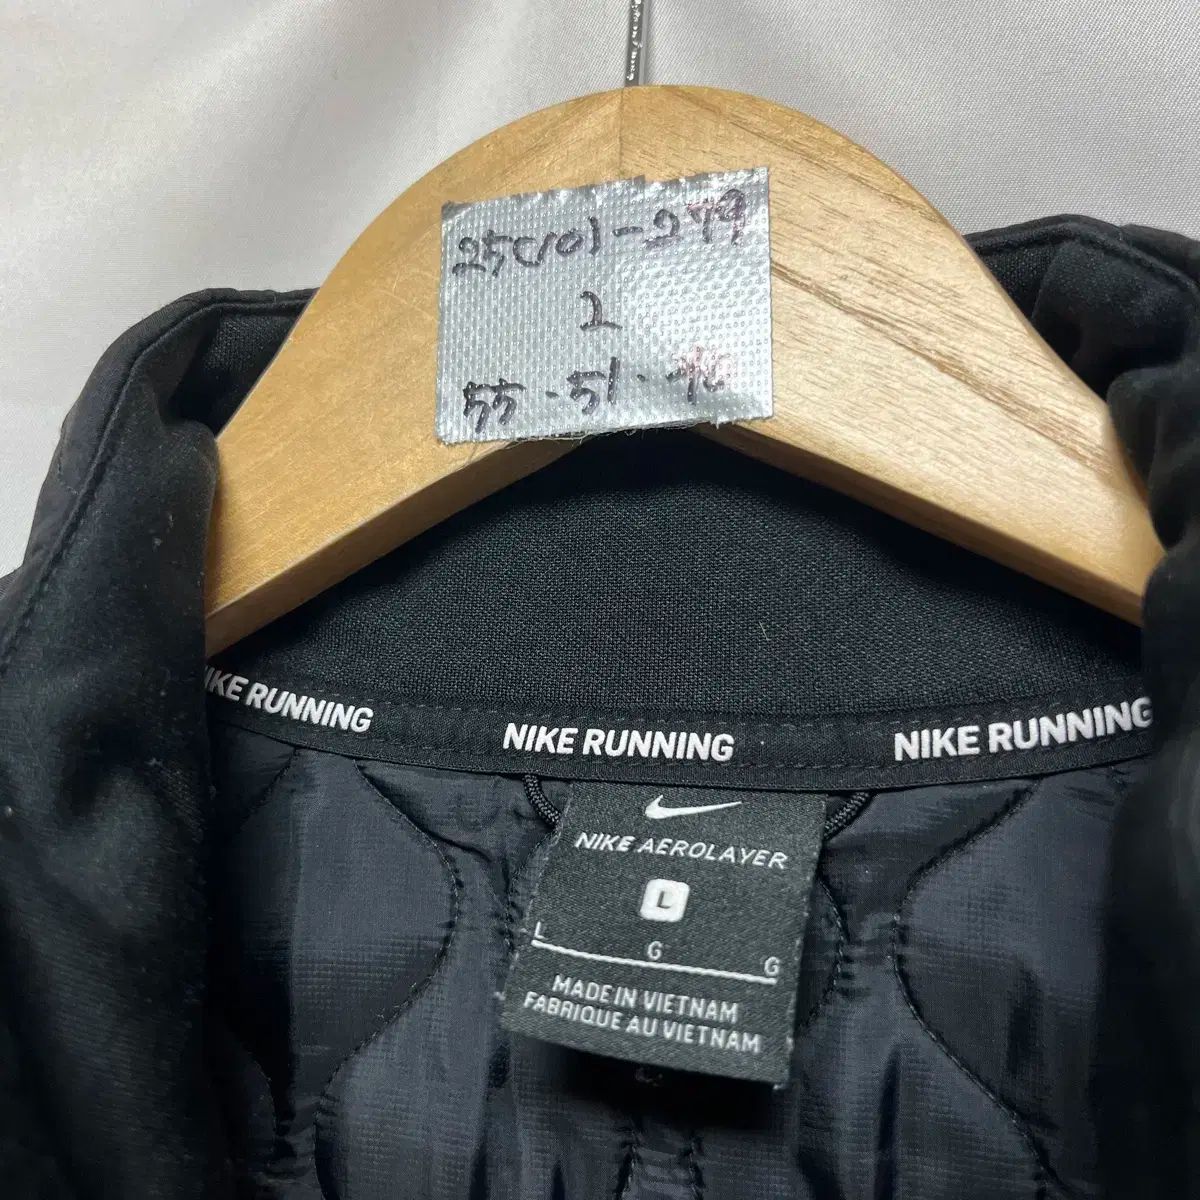 25(10)-279
2
55.51.
NIKE RUNNING
NIKE RUNNING
NIKE RUNNING
NIKE AEROLAYER
L
L G G
MADE IN VIETNAM
FABRIQUE AU VIETNAM